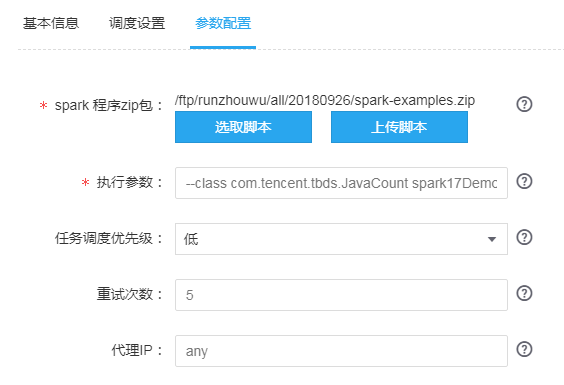 基本信息 调度设置 参数配置
* spark 程序zip包： /ftp/runzhouwu/all/20180926/spark-examples.zip
选取脚本 上传脚本
* 执行参数： --class com.tencent.tbds.JavaCount spark17Demo
任务调度优先级： 低
重试次数： 5
代理IP： any